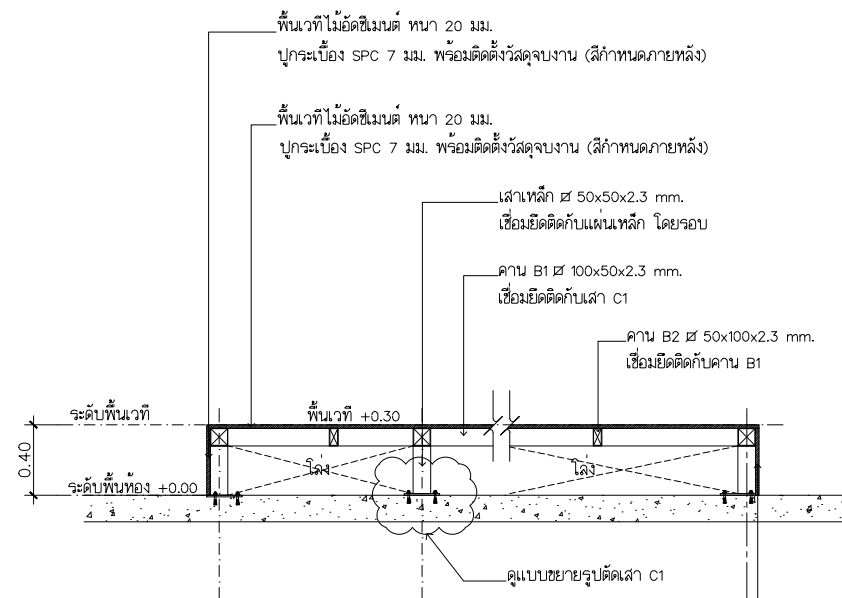 พื้นเวทีไม้อัดซีเมนต์ หนา 20 มม.
ปูกระเบื้อง SPC 7 มม. พร้อมติดตั้งวัสดุจบงาน (สีกำหนดภายหลัง)
พื้นเวทีไม้อัดซีเมนต์ หนา 20 มม.
ปูกระเบื้อง SPC 7 มม. พร้อมติดตั้งวัสดุจบงาน (สีกำหนดภายหลัง)
เสาเหล็ก 50x50x2.3 mm.
เชื่อมยึดติดกับแผ่นเหล็ก โดยรอบ
คาน B1 100x50x2.3 mm.
เชื่อมยึดติดกับเสา C1
คาน B2 50x100x2.3 mm.
เชื่อมยึดติดกับคาน B1
ระดับพื้นเวที
พื้นเวที +0.30
0.40
โล่ง
โล่ง
ระดับพื้นห้อง +0.00
ดูแบบขยายรูปตัดเสา C1